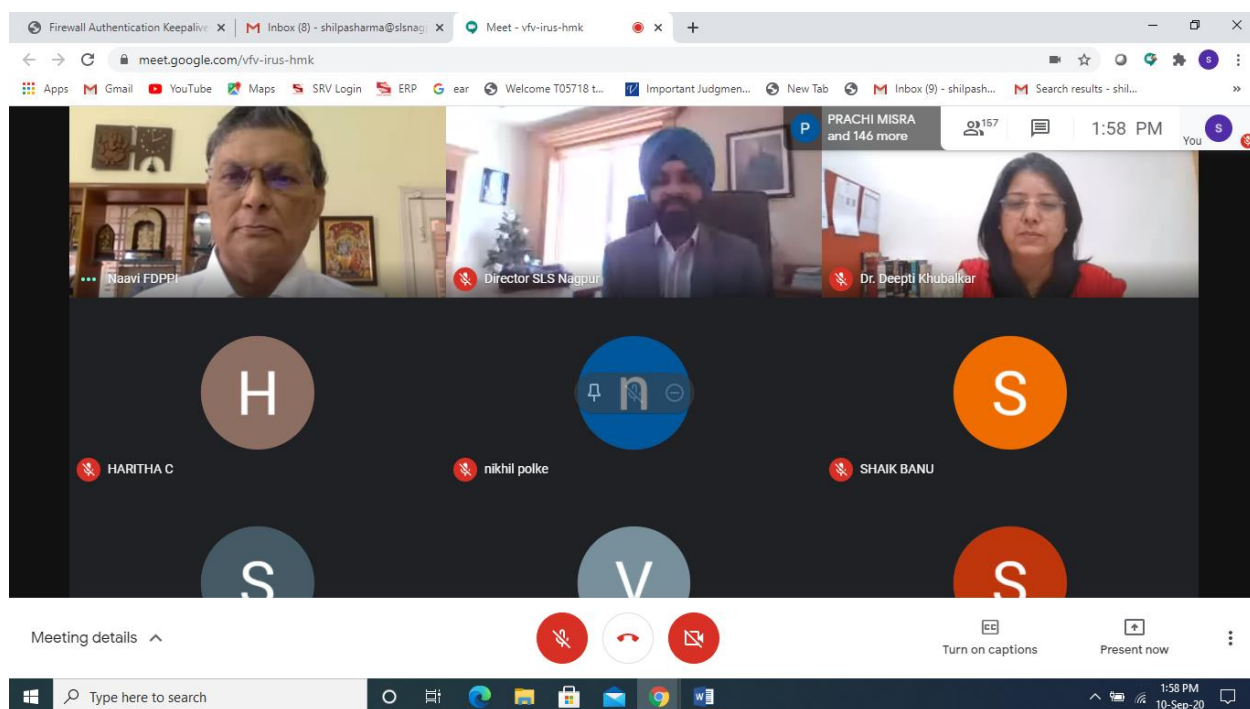 Firewall Authentication Keepalive
Inbox (8) - shilpasharma@slsnag
Meet - vfv-irus-hmk
meet.google.com/vfv-irus-hmk
S
Apps
Gmail
YouTube
Maps
SRV Login
ERP
ear
Welcome T05718 t...
Important Judgmen...
New Tab
Inbox (9) - shilpash...
Search results - shil...
P
PRACHI MISRA
and 146 more
157
1:58 PM
You
S
Naavi FDPPI
Director SLS Nagpur
Dr. Deepti Khubalkar
H
n
S
HARITHA C
nikhil polke
SHAIK BANU
S
V
S
Meeting details
CC
Turn on captions
Present now
Type here to search
1:58 PM
10-Sep-20